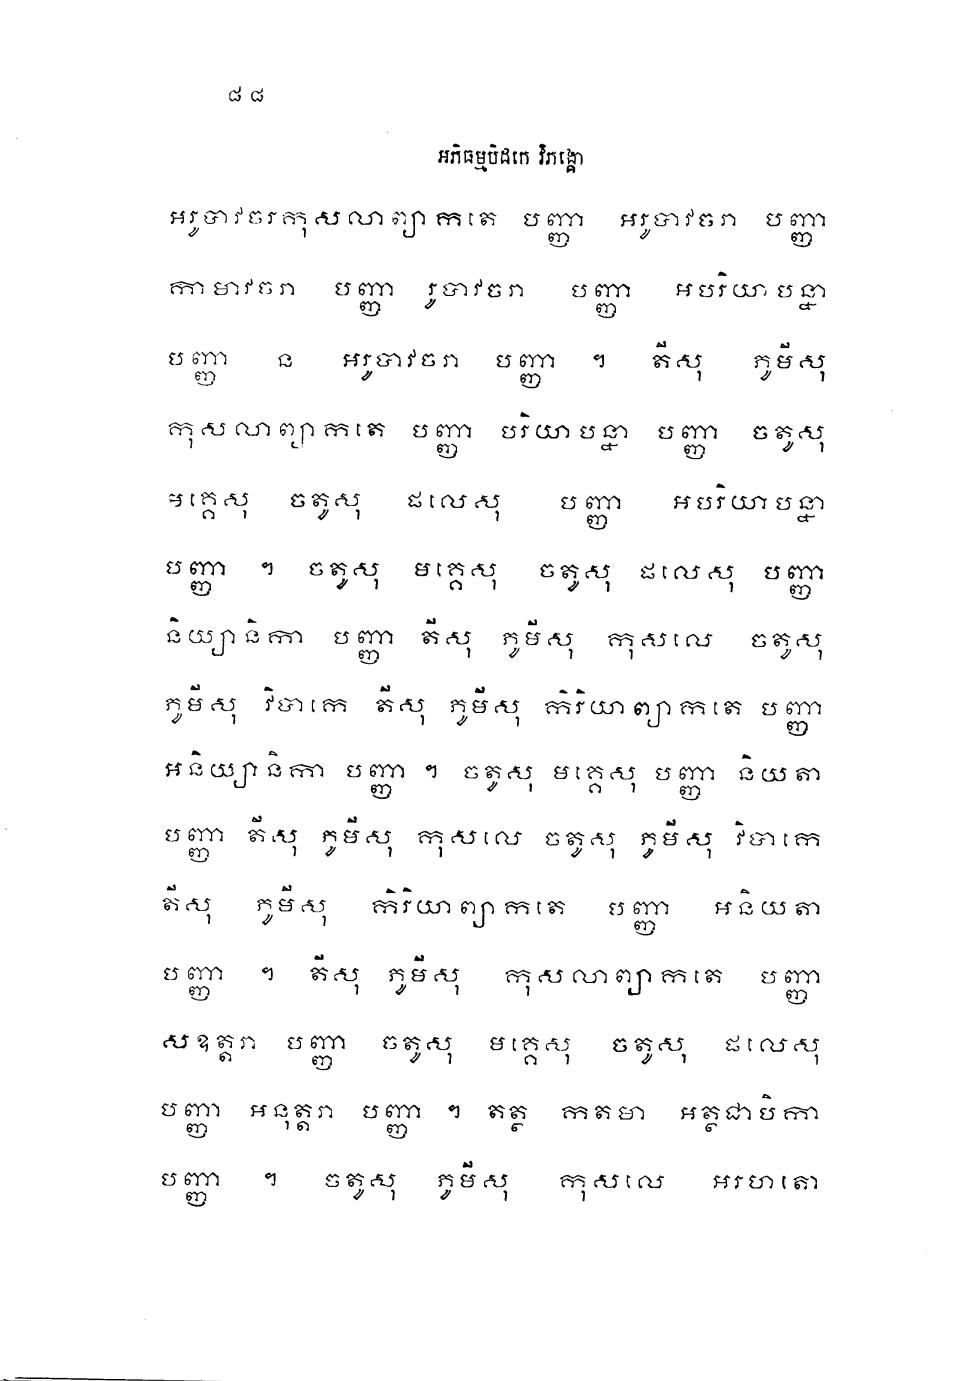 ៨៨
អភិធម្មបិដកេ វិភង្គោ
អរូបាវចរកុសលាព្យាកតេ បញ្ញា អរូបាវចរា បញ្ញា
កាមាវចរា បញ្ញា រូបាវចរា បញ្ញា អបរិយាបន្នា
បញ្ញា ន អរូបាវចរា បញ្ញា ។ តីសុ ភូមីសុ
កុសលាព្យាកតេ បញ្ញា បរិយាបន្នា បញ្ញា ចតូសុ
មគ្គេសុ ចតូសុ ផលេសុ បញ្ញា អបរិយាបន្នា
បញ្ញា ។ ចតូសុ មគ្គេសុ ចតូសុ ផលេសុ បញ្ញា
និយ្យានិកា បញ្ញា តីសុ ភូមីសុ កុសលេ ចតូសុ
ភូមីសុ វិបាកេ តីសុ ភូមីសុ កិរិយាព្យាកតេ បញ្ញា
អនិយ្យានិកា បញ្ញា ។ ចតូសុ មគ្គេសុ បញ្ញា និយតា
បញ្ញា តីសុ ភូមីសុ កុសលេ ចតូសុ ភូមីសុ វិបាកេ
តីសុ ភូមីសុ កិរិយាព្យាកតេ បញ្ញា អនិយតា
បញ្ញា ។ តីសុ ភូមីសុ កុសលាព្យាកតេ បញ្ញា
សឧត្តរា បញ្ញា ចតូសុ មគ្គេសុ ចតូសុ ផលេសុ
បញ្ញា អនុត្តរា បញ្ញា ។ តត្ថ កតមា អត្ថជាបិកា
បញ្ញា ។ ចតូសុ ភូមីសុ កុសលេ អរហតោ